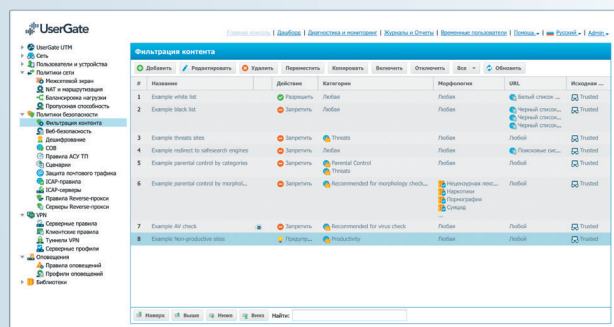 UserGate
Главная консоль | Дашборд | Диагностика и мониторинг | Журналы и Отчеты | Временные пользователи | Помощь | Русский | Admin
UserGate UTM
Сеть
Пользователи и устройства
Политики сети
Межсетевой экран
NAT и маршрутизация
Балансировка нагрузки
Пропускная способность
Политики безопасности
Фильтрация контента
Веб-безопасность
Дешифрование
СОВ
Правила АСУ ТП
Сценарии
Защита почтового трафика
ICAP-правила
ICAP-серверы
Правила Reverse-прокси
Серверы Reverse-прокси
VPN
Серверные правила
Клиентские правила
Туннели VPN
Серверные профили
Оповещения
Правила оповещений
Профили оповещений
Библиотеки
Фильтрация контента
Добавить Редактировать Удалить Переместить Копировать Включить Отключить Все Обновить
# Название Действие Категории Морфология URL Исходная ...
1 Example white list Разрешить Любая Любая Белый список... Trusted
2 Example black list Запретить Любая Любая Черный список... Trusted
Черный список...
Черный список...
3 Example threats sites Запретить Threats Любая Любой Trusted
4 Example redirect to safesearch engines Запретить Любая Любая Поисковые сис... Trusted
5 Example parental control by categories Запретить Parental Control Любая Любой Trusted
Threats
6 Example parental control by morphol... Запретить Recommended for morphology check... Нецензурная лекс... Любой Trusted
Наркотики
Порнография
Суицид
...
7 Example AV check Запретить Recommended for virus check Любая Любой Trusted
8 Example Non-productive sites Предупр... Productivity Любая Любой Trusted
Наверх Выше Ниже Вниз Найти: